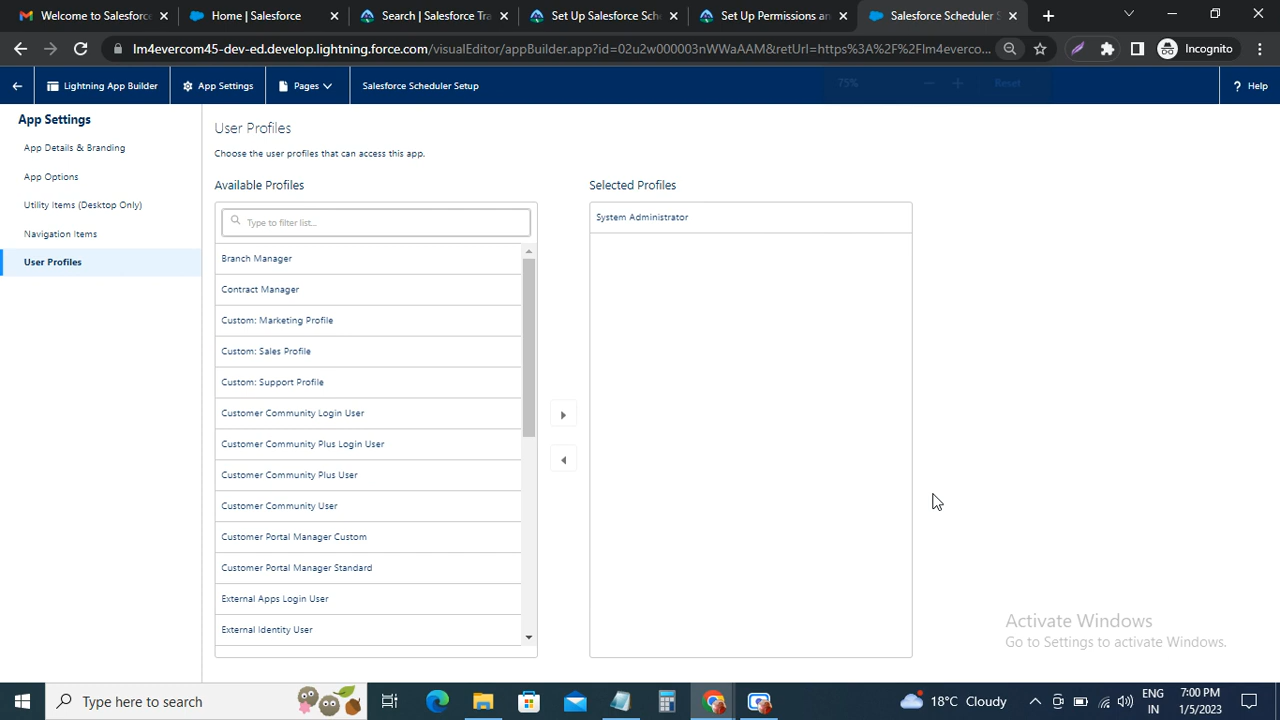 Welcome to Salesforce:
Home | Salesforce
Search | Salesforce Tra
Set Up Salesforce Sch
Set Up Permissions an
Salesforce Scheduler S
lm4evercom45-dev-ed.develop.lightning.force.com/visualEditor/appBuilder.app?id=02u2w000003nWWaAAM&retUrl=https%3A%2F%2Flm4everco...
Incognito
Lightning App Builder
App Settings
Pages
Salesforce Scheduler Setup
75%
Reset
? Help
App Settings
App Details & Branding
App Options
Utility Items (Desktop Only)
Navigation Items
User Profiles
User Profiles
Choose the user profiles that can access this app.
Available Profiles
Type to filter list...
Branch Manager
Contract Manager
Custom: Marketing Profile
Custom: Sales Profile
Custom: Support Profile
Customer Community Login User
Customer Community Plus Login User
Customer Community Plus User
Customer Community User
Customer Portal Manager Custom
Customer Portal Manager Standard
External Apps Login User
External Identity User
Selected Profiles
System Administrator
Activate Windows
Go to Settings to activate Windows.
Type here to search
18°C Cloudy
ENG
IN
7:00 PM
1/5/2023